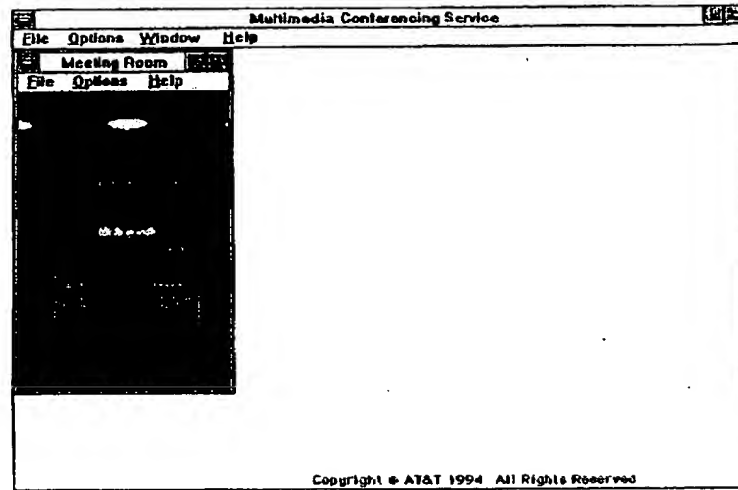 Multimedia Conferencing Service
File Options Window Help
Meeting Room
File Options Help
Copyright © AT&T 1994 All Rights Reserved